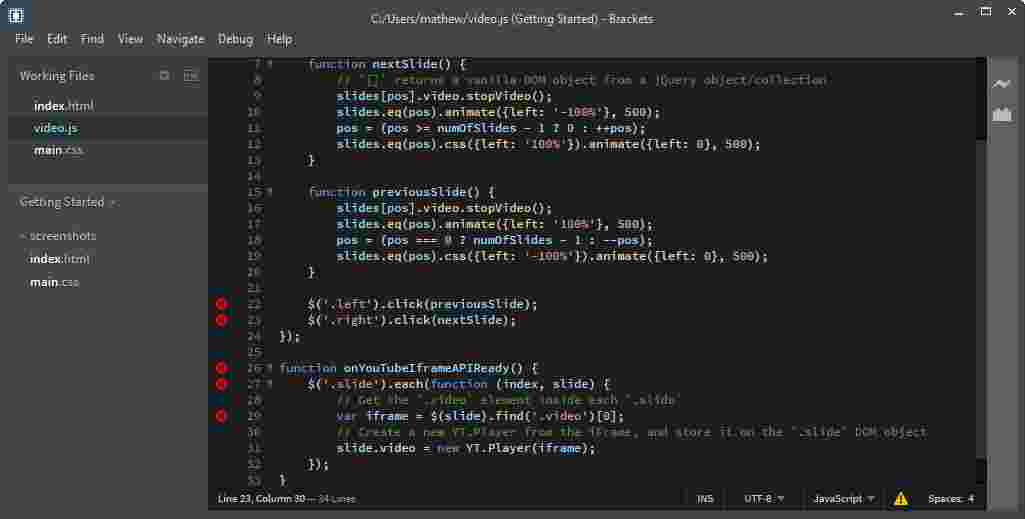 C:/Users/mathew/video.js (Getting Started) - Brackets
File Edit Find View Navigate Debug Help
Working Files
index.html
video.js
main.css
Getting Started
screenshots
index.html
main.css
7 function nextSlide() {
8 // `[]` returns a vanilla DOM object from a jQuery object/collection
9 slides[pos].video.stopVideo();
10 slides.eq(pos).animate({left: '-100%'}, 500);
11 pos = (pos >= numOfSlides - 1 ? 0 : ++pos);
12 slides.eq(pos).css({left: '100%'}).animate({left: 0}, 500);
13 }
14
15 function previousSlide() {
16 slides[pos].video.stopVideo();
17 slides.eq(pos).animate({left: '100%'}, 500);
18 pos = (pos === 0 ? numOfSlides - 1 : --pos);
19 slides.eq(pos).css({left: '-100%'}).animate({left: 0}, 500);
20 }
21
22 $('.left').click(previousSlide);
23 $('.right').click(nextSlide);
24 });
25
26 function onYouTubeIframeAPIReady() {
27 $('.slide').each(function (index, slide) {
28 // Get the `.video` element inside each `.slide`
29 var iframe = $(slide).find('.video')[0];
30 // Create a new YT.Player from the iFrame, and store it on the `.slide` DOM object
31 slide.video = new YT.Player(iframe);
32 });
33 }
Line 23, Column 30 — 34 Lines
INS UTF-8 JavaScript Spaces: 4